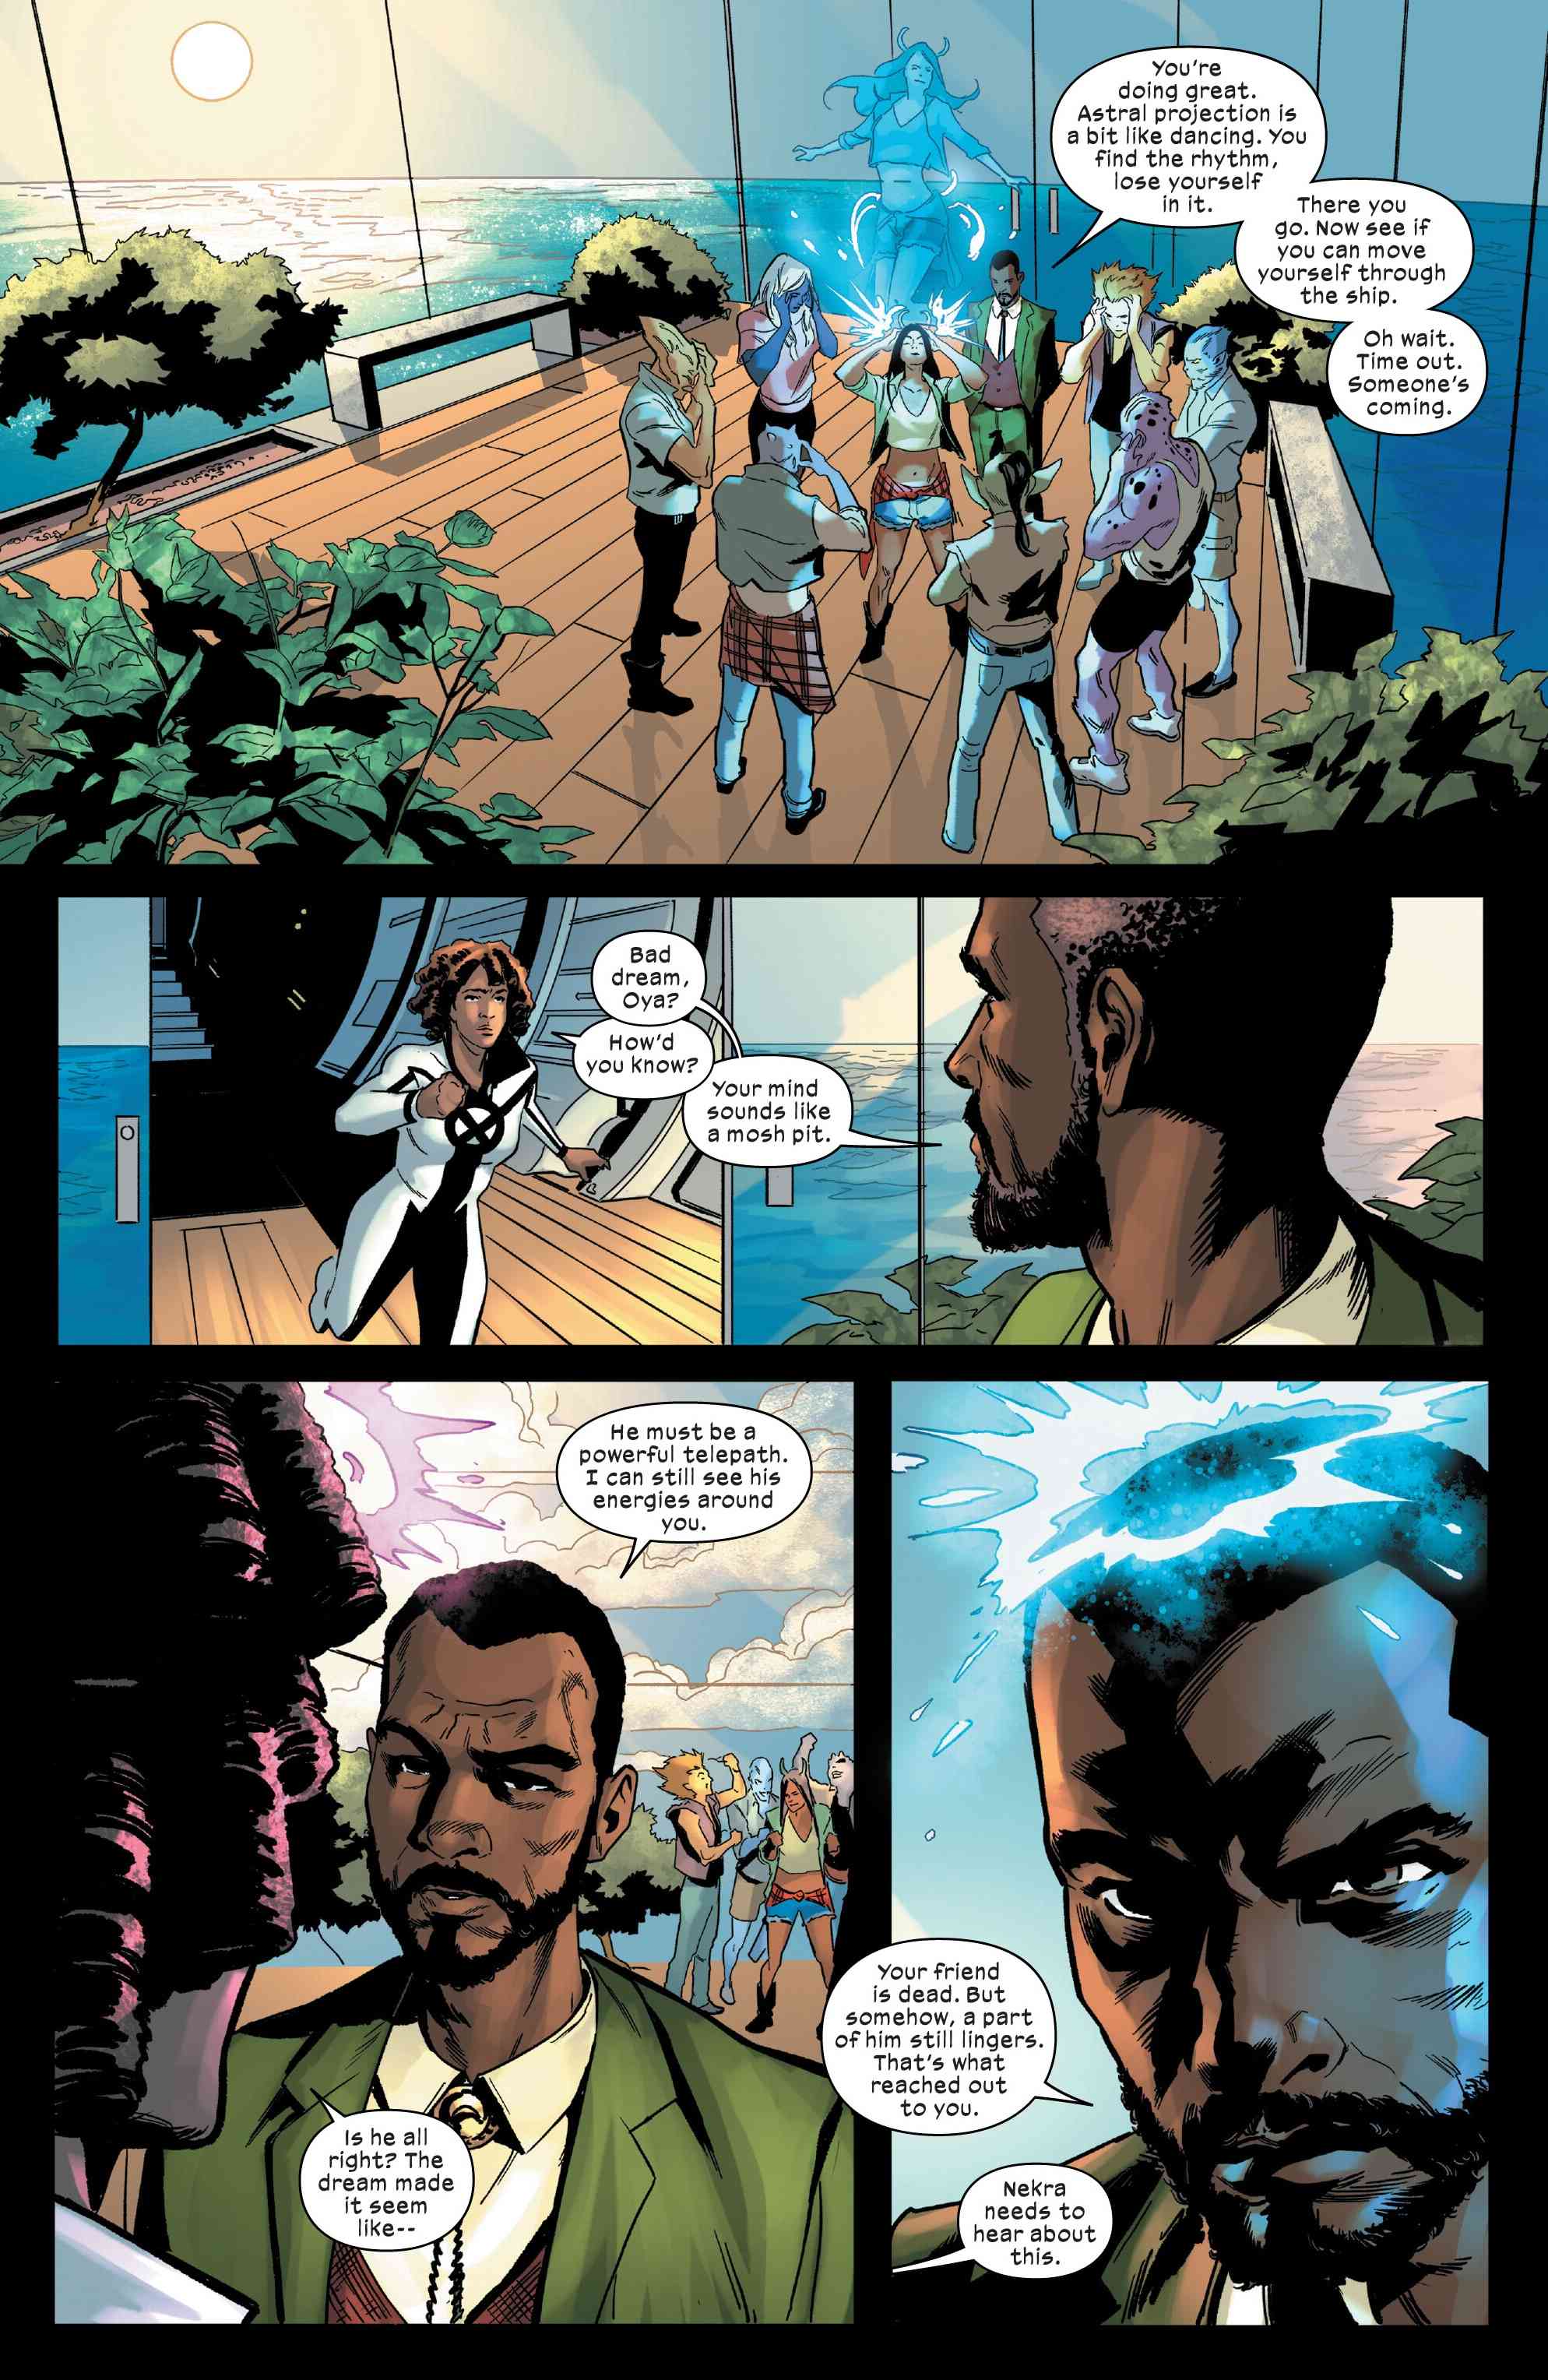 You're
doing great.
Astral projection is
a bit like dancing. You
find the rhythm,
lose yourself
in it.
There you
go. Now see if
you can move
yourself through
the ship.
Oh wait.
Time out.
Someone's
coming.
Bad
dream,
Oya?
How'd
you know?
Your mind
sounds like
a mosh pit.
He must be a
powerful telepath.
I can still see his
energies around
you.
Is he all
right? The
dream made
it seem
like--
Your friend
is dead. But
somehow, a part
of him still lingers.
That's what
reached out
to you.
Nekra
needs to
hear about
this.